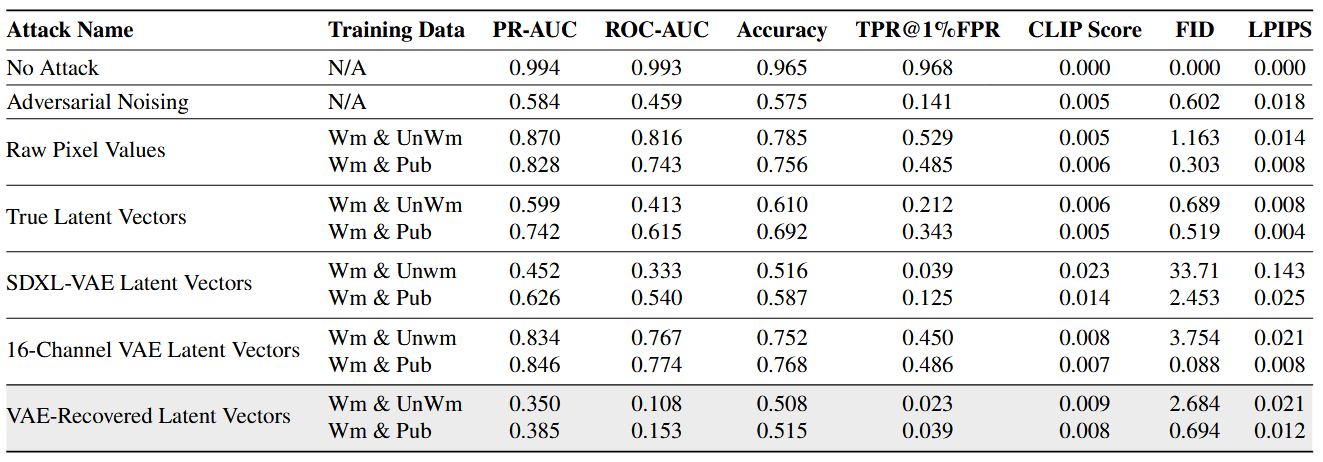 Attack Name Training Data PR-AUC ROC-AUC Accuracy TPR@1%FPR CLIP Score FID LPIPS
No Attack N/A 0.994 0.993 0.965 0.968 0.000 0.000 0.000
Adversarial Noising N/A 0.584 0.459 0.575 0.141 0.005 0.602 0.018
Raw Pixel Values
Wm & UnWm 0.870 0.816 0.785 0.529 0.005 1.163 0.014
Wm & Pub 0.828 0.743 0.756 0.485 0.006 0.303 0.008
True Latent Vectors
Wm & UnWm 0.599 0.413 0.610 0.212 0.006 0.689 0.008
Wm & Pub 0.742 0.615 0.692 0.343 0.005 0.519 0.004
SDXL-VAE Latent Vectors
Wm & Unwm 0.452 0.333 0.516 0.039 0.023 33.71 0.143
Wm & Pub 0.626 0.540 0.587 0.125 0.014 2.453 0.025
16-Channel VAE Latent Vectors
Wm & Unwm 0.834 0.767 0.752 0.450 0.008 3.754 0.021
Wm & Pub 0.846 0.774 0.768 0.486 0.007 0.088 0.008
VAE-Recovered Latent Vectors
Wm & UnWm 0.350 0.108 0.508 0.023 0.009 2.684 0.021
Wm & Pub 0.385 0.153 0.515 0.039 0.008 0.694 0.012